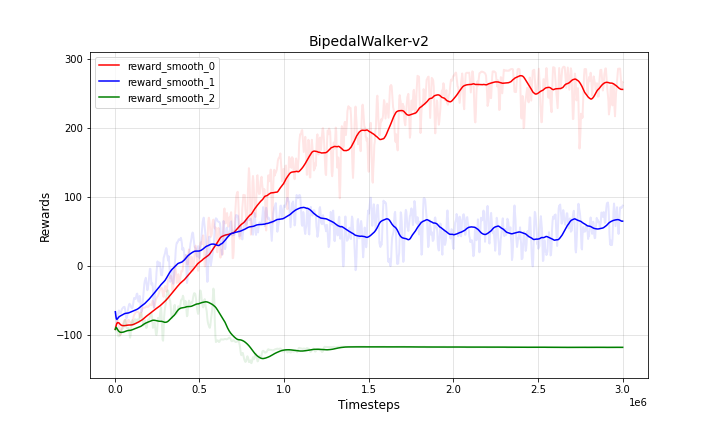 BipedalWalker-v2
300
200
100
0
−100
Rewards
reward_smooth_0
reward_smooth_1
reward_smooth_2
0.0 0.5 1.0 1.5 2.0 2.5 3.0
1e6
Timesteps